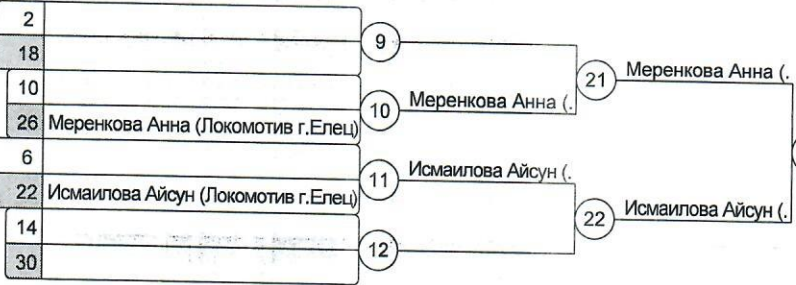 2
18
9
10
26 Меренкова Анна (Локомотив г.Елец)
10
Меренкова Анна (.
21
Меренкова Анна (.
6
22 Исмаилова Айсун (Локомотив г.Елец)
11
Исмаилова Айсун (.
22
Исмаилова Айсун (.
14
30
12